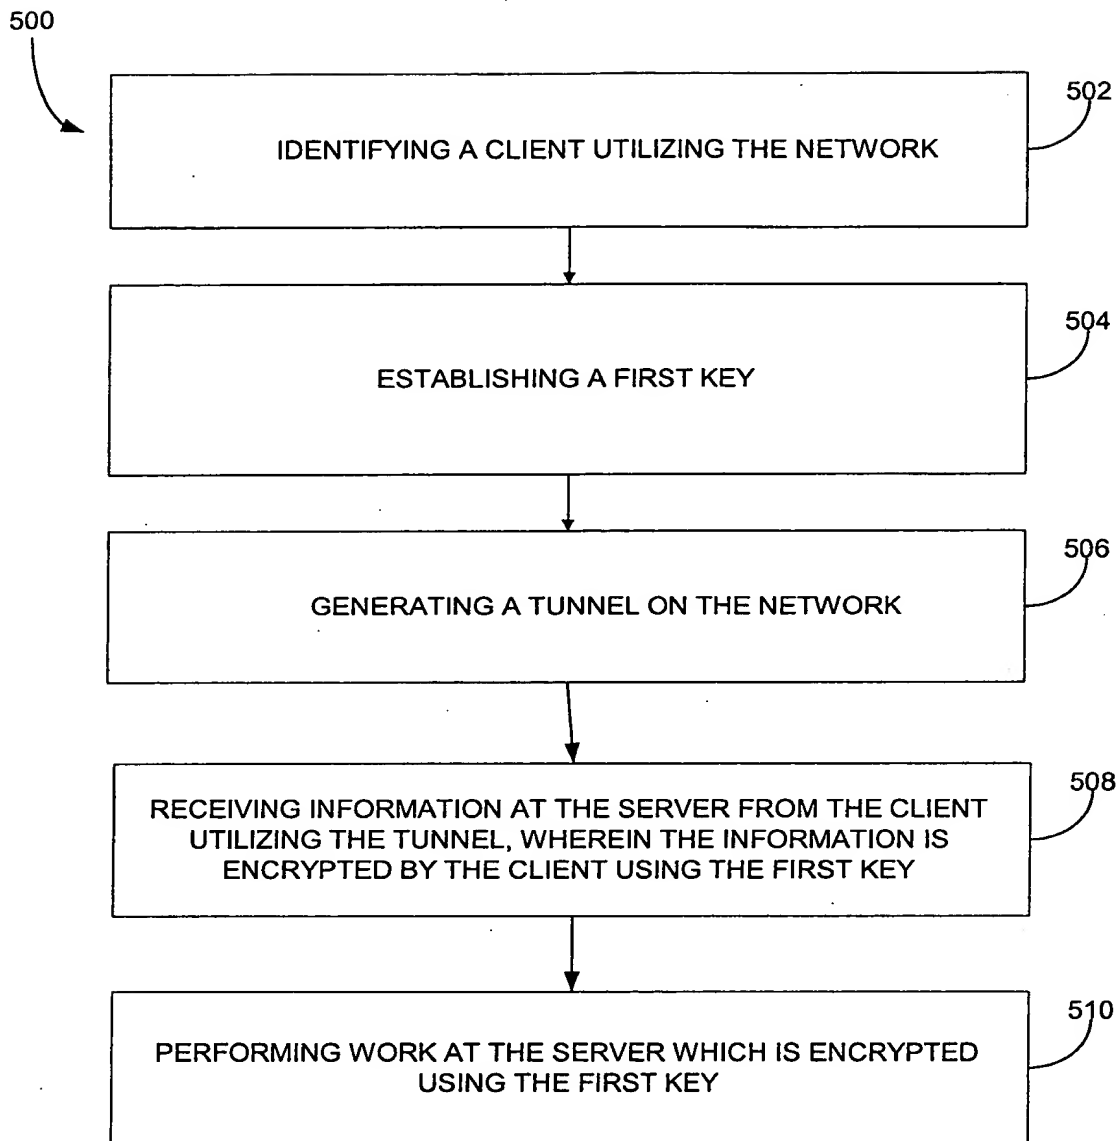 500
502
IDENTIFYING A CLIENT UTILIZING THE NETWORK
504
ESTABLISHING A FIRST KEY
506
GENERATING A TUNNEL ON THE NETWORK
508
RECEIVING INFORMATION AT THE SERVER FROM THE CLIENT
UTILIZING THE TUNNEL, WHEREIN THE INFORMATION IS
ENCRYPTED BY THE CLIENT USING THE FIRST KEY
510
PERFORMING WORK AT THE SERVER WHICH IS ENCRYPTED
USING THE FIRST KEY